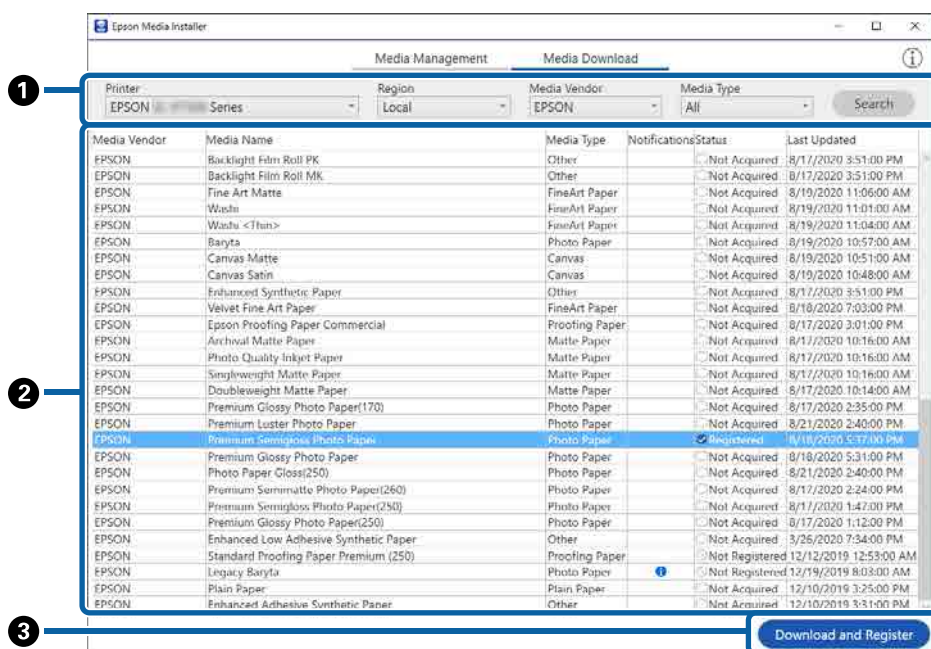 Epson Media Installer
Media Management Media Download
1
Printer Region Media Vendor Media Type
EPSON Series Local EPSON All Search
2
Media Vendor Media Name Media Type Notifications Status Last Updated
EPSON Backlight Film Roll PK Other Not Acquired 8/17/2020 3:51:00 PM
EPSON Backlight Film Roll MK Other Not Acquired 8/17/2020 3:51:00 PM
EPSON Fine Art Matte FineArt Paper Not Acquired 8/19/2020 11:06:00 AM
EPSON Washi FineArt Paper Not Acquired 8/19/2020 11:01:00 AM
EPSON Washi <Thin> FineArt Paper Not Acquired 8/19/2020 11:04:00 AM
EPSON Baryta Photo Paper Not Acquired 8/19/2020 10:57:00 AM
EPSON Canvas Matte Canvas Not Acquired 8/19/2020 10:51:00 AM
EPSON Canvas Satin Canvas Not Acquired 8/19/2020 10:48:00 AM
EPSON Enhanced Synthetic Paper Other Not Acquired 8/17/2020 3:51:00 PM
EPSON Velvet Fine Art Paper FineArt Paper Not Acquired 8/18/2020 7:03:00 PM
EPSON Epson Proofing Paper Commercial Proofing Paper Not Acquired 8/17/2020 3:01:00 PM
EPSON Archival Matte Paper Matte Paper Not Acquired 8/17/2020 10:16:00 AM
EPSON Photo Quality Inkjet Paper Matte Paper Not Acquired 8/17/2020 10:16:00 AM
EPSON Singleweight Matte Paper Matte Paper Not Acquired 8/17/2020 10:16:00 AM
EPSON Doubleweight Matte Paper Matte Paper Not Acquired 8/17/2020 10:14:00 AM
EPSON Premium Glossy Photo Paper(170) Photo Paper Not Acquired 8/17/2020 2:35:00 PM
EPSON Premium Luster Photo Paper Photo Paper Not Acquired 8/21/2020 2:40:00 PM
EPSON Premium Semigloss Photo Paper Photo Paper Registered 8/18/2020 5:37:00 PM
EPSON Premium Glossy Photo Paper Photo Paper Not Acquired 8/18/2020 5:31:00 PM
EPSON Photo Paper Gloss(250) Photo Paper Not Acquired 8/21/2020 2:40:00 PM
EPSON Premium Semimatte Photo Paper(260) Photo Paper Not Acquired 8/17/2020 2:24:00 PM
EPSON Premium Semigloss Photo Paper(250) Photo Paper Not Acquired 8/17/2020 1:47:00 PM
EPSON Premium Glossy Photo Paper(250) Photo Paper Not Acquired 8/17/2020 1:12:00 PM
EPSON Enhanced Low Adhesive Synthetic Paper Other Not Acquired 3/26/2020 7:34:00 PM
EPSON Standard Proofing Paper Premium (250) Proofing Paper Not Registered 12/12/2019 12:53:00 AM
EPSON Legacy Baryta Photo Paper Not Registered 12/19/2019 8:03:00 AM
EPSON Plain Paper Plain Paper Not Acquired 12/10/2019 3:25:00 PM
EPSON Enhanced Adhesive Synthetic Paper Other Not Acquired 12/10/2019 3:31:00 PM
3
Download and Register